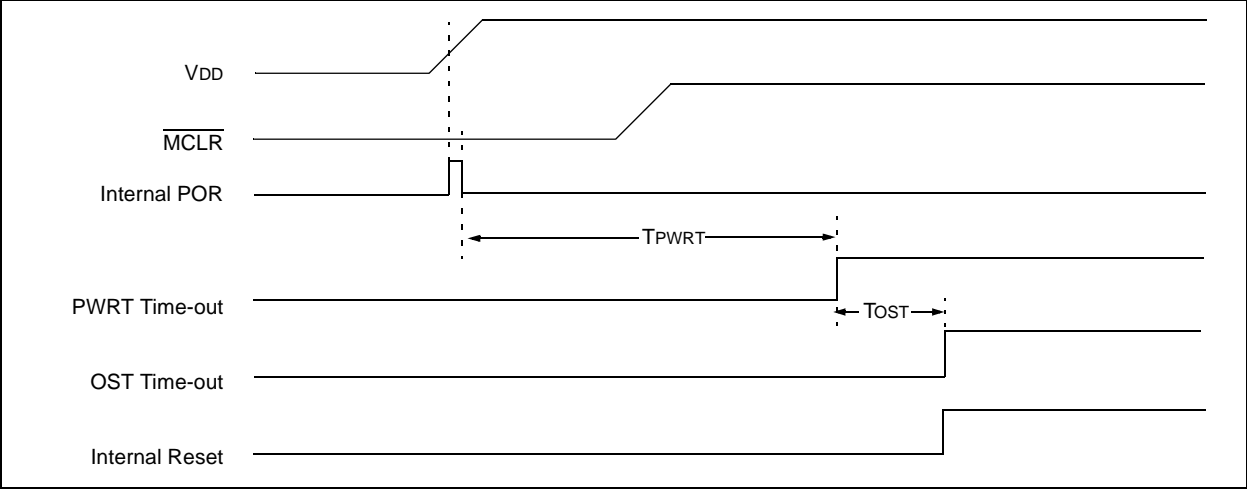 VDD
MCLR
Internal POR
TPWRT
PWRT Time-out
TOST
OST Time-out
Internal Reset